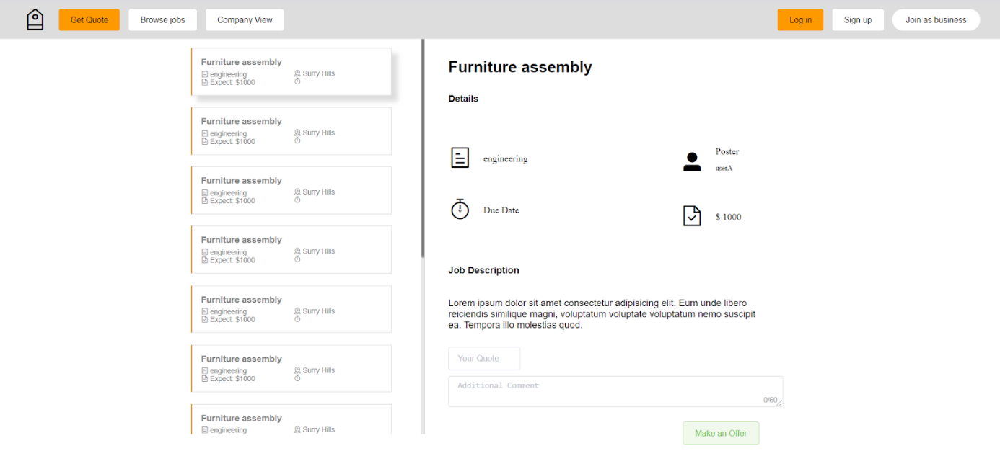 Get Quote
Browse jobs
Company View
Log in
Sign up
Join as business
Furniture assembly
engineering
Surry Hills
Expect: $1000
Furniture assembly
engineering
Surry Hills
Expect: $1000
Furniture assembly
engineering
Surry Hills
Expect: $1000
Furniture assembly
engineering
Surry Hills
Expect: $1000
Furniture assembly
engineering
Surry Hills
Expect: $1000
Furniture assembly
engineering
Surry Hills
Expect: $1000
Furniture assembly
engineering
Surry Hills
Furniture assembly
Details
engineering
Poster
userA
Due Date
$ 1000
Job Description
Lorem ipsum dolor sit amet consectetur adipisicing elit. Eum unde libero
reiciendis similique magni, voluptatum voluptate voluptatum nemo suscipit
ea. Tempora illo molestias quod.
Your Quote
Additional Comment
0/60
Make an Offer